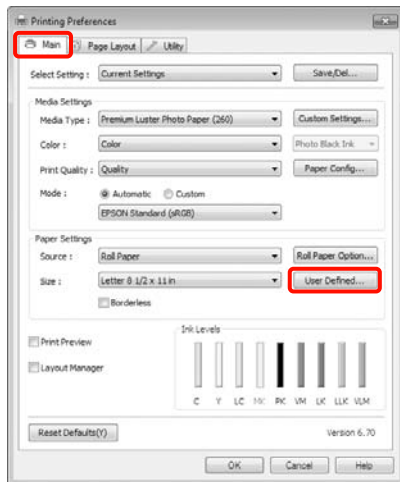 Printing Preferences
Main Page Layout Utility
Select Setting : Current Settings Save/Del...
Media Settings
Media Type : Premium Luster Photo Paper (260) Custom Settings...
Color : Color Photo Black Ink
Print Quality : Quality Paper Config...
Mode : Automatic Custom
EPSON Standard (sRGB)
Paper Settings
Source : Roll Paper Roll Paper Option...
Size : Letter 8 1/2 x 11 in User Defined...
Borderless
Print Preview
Layout Manager
Ink Levels
C Y LC MK PK VM LK LLK VLM
Reset Defaults(Y) Version 6.70
OK Cancel Help